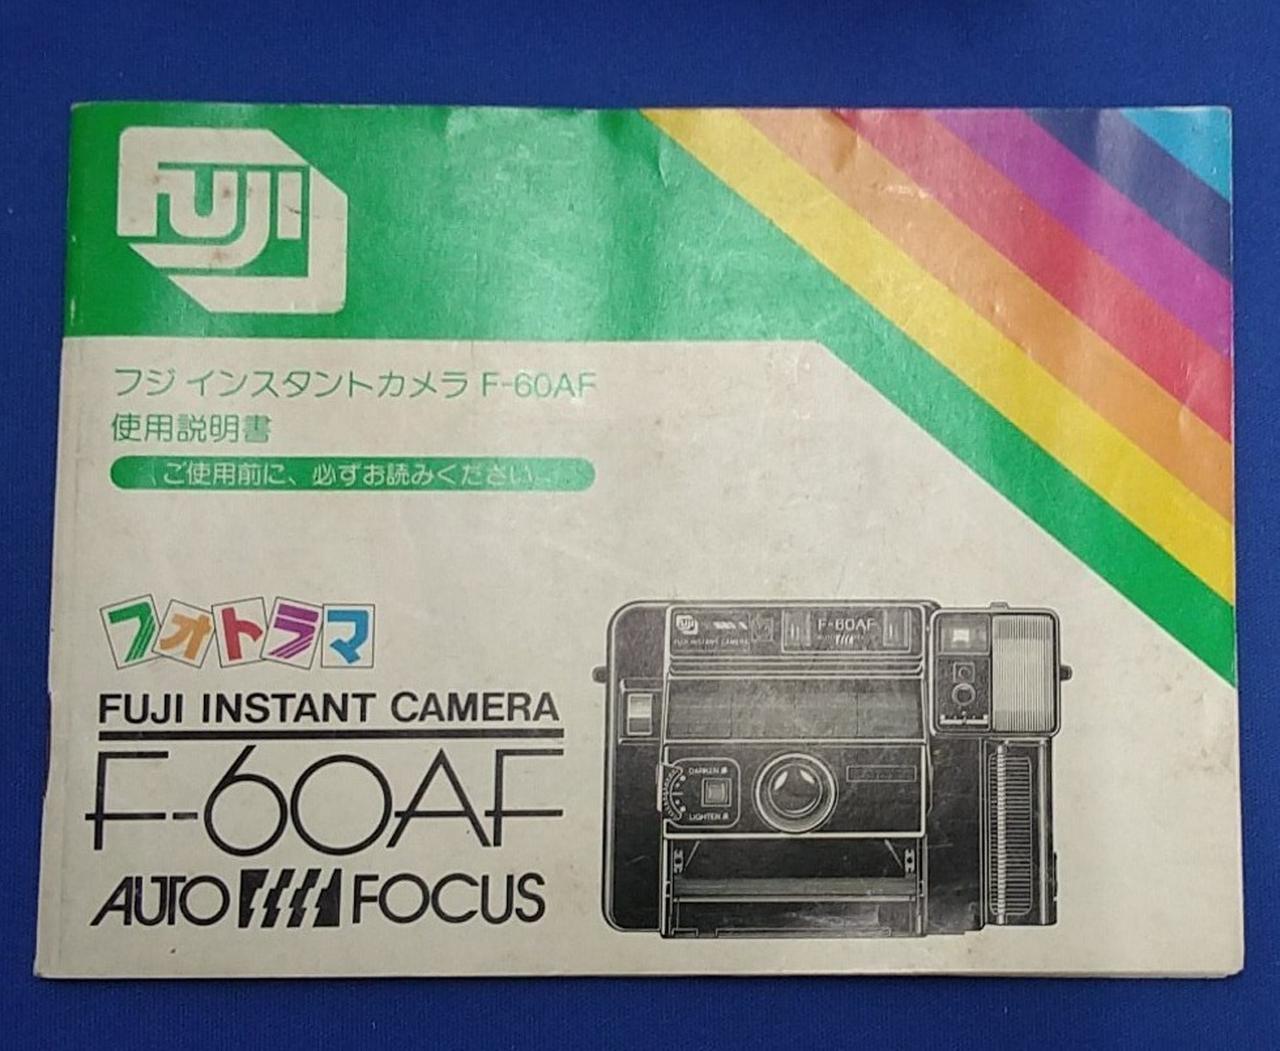 FUJI
フジ インスタントカメラ F-60AF
使用説明書
ご使用前に、必ずお読みください。
フォトラマ
FUJI INSTANT CAMERA
F-60AF
AUTO FOCUS
FUJI
F-60AF
FUJI INSTANT CAMERA
DARKEN
LIGHTEN